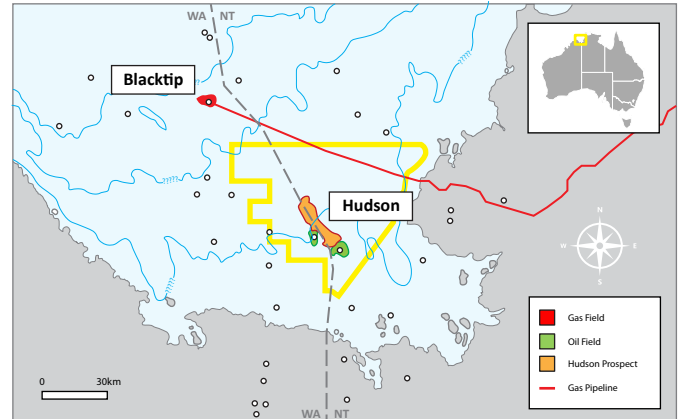 WA NT
Blacktip
Hudson
N
W E
S
Gas Field
Oil Field
Hudson Prospect
Gas Pipeline
0 30km
WA NT